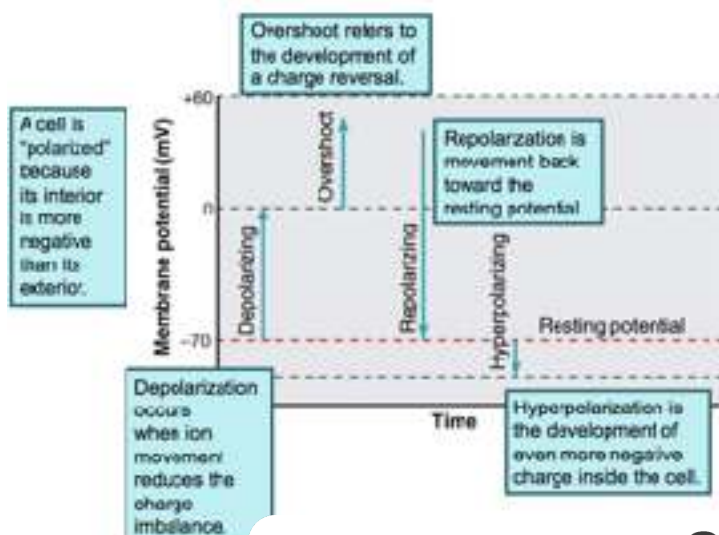 Overshoot refers to
the development of
a charge reversal.
+60
A cell is
"polarized"
because
its interior
is more
negative
than its
exterior.
Membrane potential (mV)
Overshoot
Repolarzation is
movement back
toward the
resting potential
0
Depolarizing
Repolarizing
Hyperpolarizing
Resting potential
−70
Depolarization
occurs
when ion
movement
reduces the
charge
imbalance.
Time
Hyperpolarization is
the development of
even more negative
charge inside the cell.